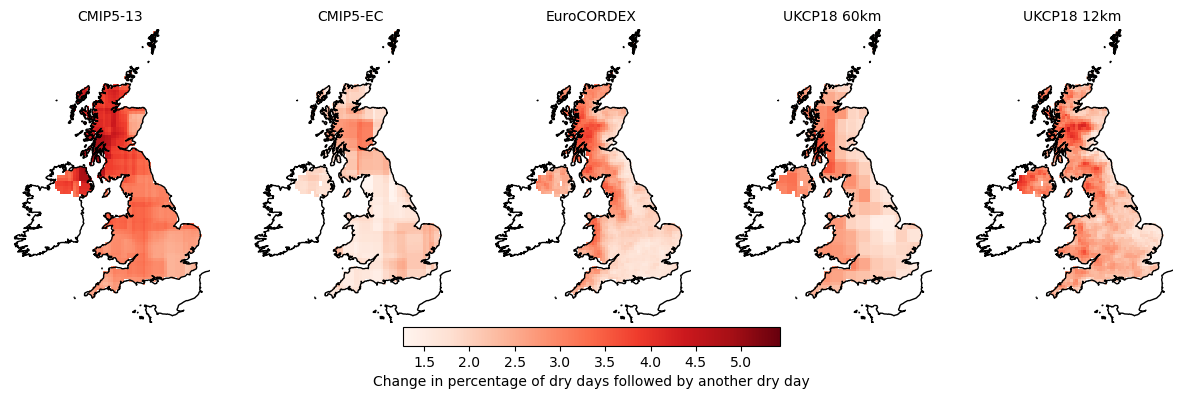 CMIP5-13
CMIP5-EC
EuroCORDEX
UKCP18 60km
UKCP18 12km
1.5 2.0 2.5 3.0 3.5 4.0 4.5 5.0
Change in percentage of dry days followed by another dry day